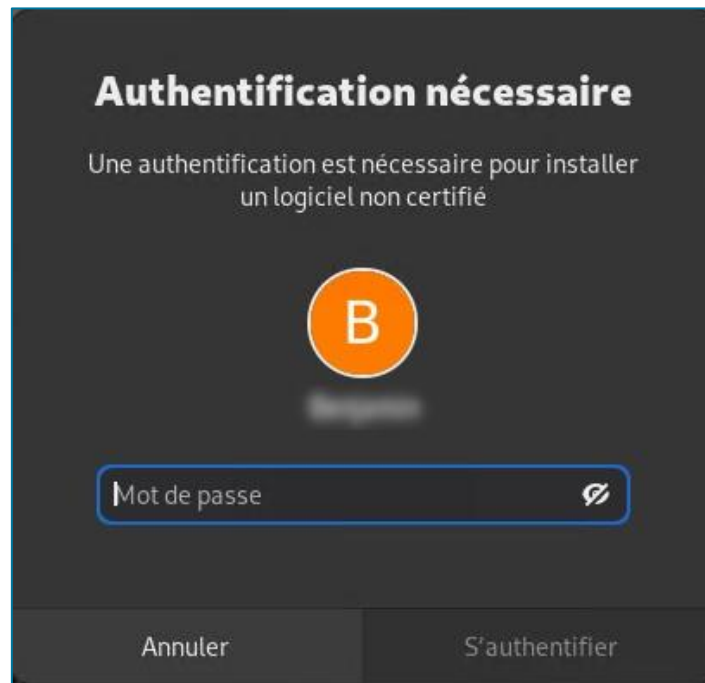 Authentification nécessaire
Une authentification est nécessaire pour installer
un logiciel non certifié
B
Mot de passe
Annuler
S'authentifier